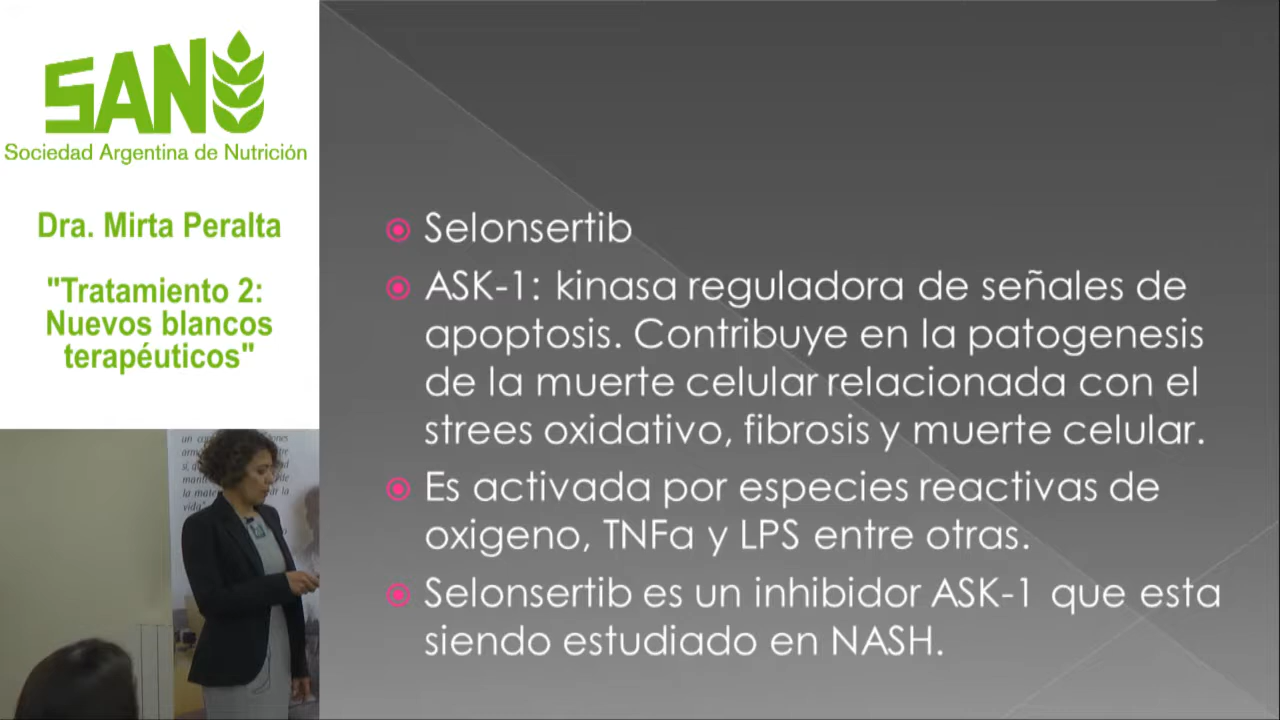 SAN
Sociedad Argentina de Nutrición
Dra. Mirta Peralta
"Tratamiento 2:
Nuevos blancos
terapéuticos"
Selonsertib
ASK-1: kinasa reguladora de señales de
apoptosis. Contribuye en la patogenesis
de la muerte celular relacionada con el
strees oxidativo, fibrosis y muerte celular.
Es activada por especies reactivas de
oxigeno, TNFa y LPS entre otras.
Selonsertib es un inhibidor ASK-1 que esta
siendo estudiado en NASH.
un
la
vida"